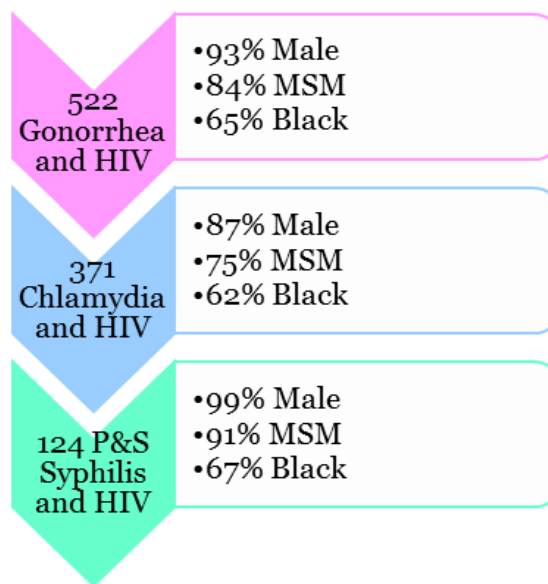 522
Gonorrhea
and HIV
•93% Male
•84% MSM
•65% Black
371
Chlamydia
and HIV
•87% Male
•75% MSM
•62% Black
124 P&S
Syphilis
and HIV
•99% Male
•91% MSM
•67% Black